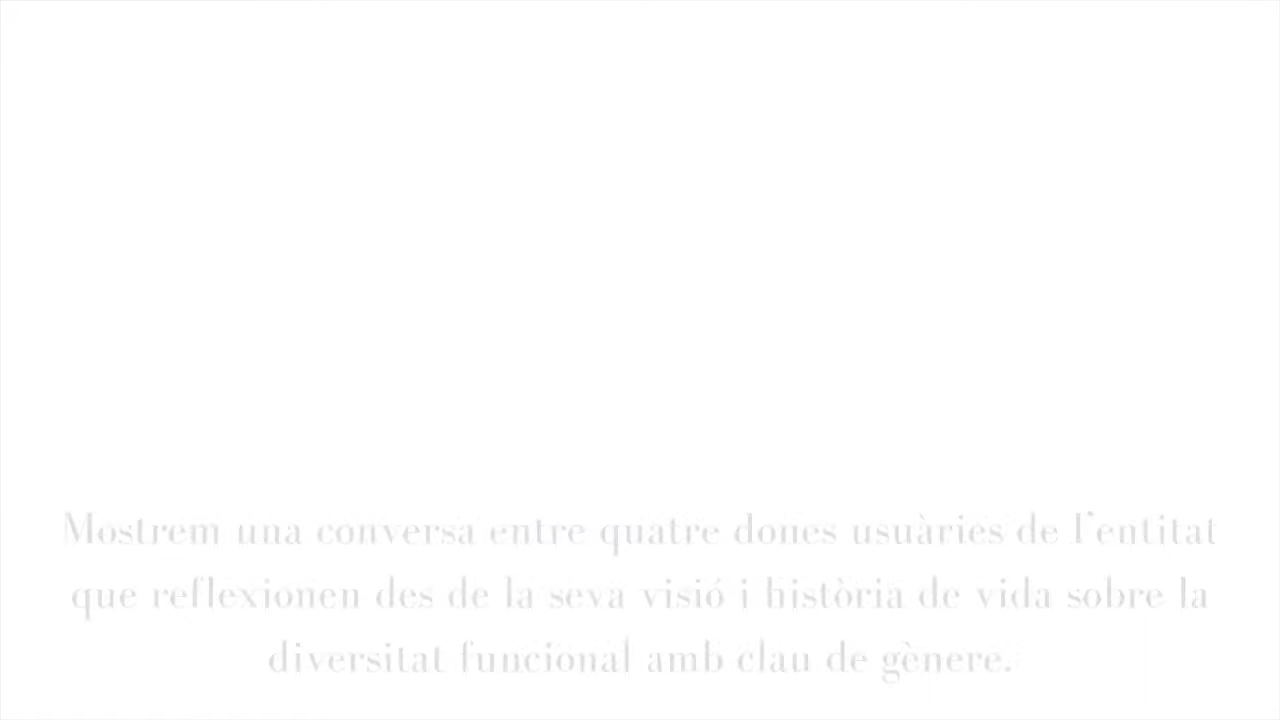 Mostrem una conversa entre quatre dones usuàries de l'entitat
que reflexionen des de la seva visió i història de vida sobre la
diversitat funcional amb clau de gènere.